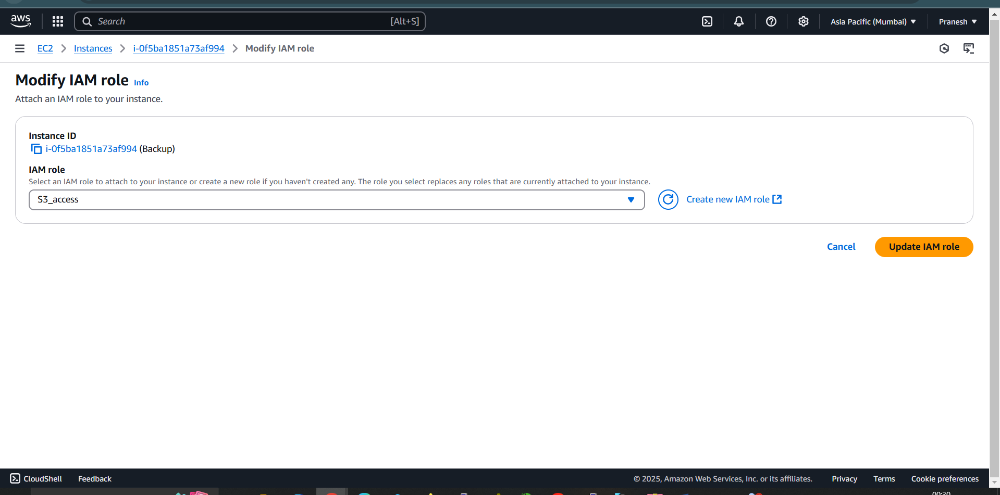 aws
Search [Alt+S]
Asia Pacific (Mumbai)
Pranesh
EC2 Instances i-0f5ba1851a73af994 Modify IAM role
Modify IAM role Info
Attach an IAM role to your instance.
Instance ID
i-0f5ba1851a73af994 (Backup)
IAM role
Select an IAM role to attach to your instance or create a new role if you haven't created any. The role you select replaces any roles that are currently attached to your instance.
S3_access
Create new IAM role
Cancel
Update IAM role
CloudShell Feedback © 2025, Amazon Web Services, Inc. or its affiliates. Privacy Terms Cookie preferences
00:30